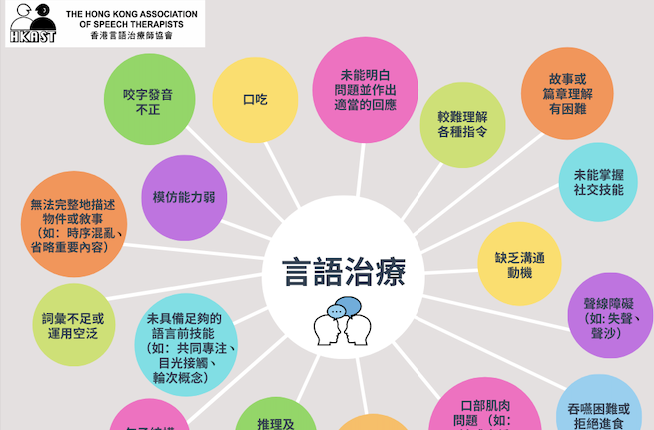 THE HONG KONG ASSOCIATION
OF SPEECH THERAPISTS
香港言語治療師協會
HKAST
咬字發音
不正
口吃
未能明白
問題並作出
適當的回應
較難理解
各種指令
故事或
篇章理解
有困難
模仿能力弱
未能掌握
社交技能
無法完整地描述
物件或敘事
（如：時序混亂、
省略重要內容）
言語治療
缺乏溝通
動機
詞彙不足或
運用空泛
未具備足夠的
語言前技能
（如：共同專注、
目光接觸、
輪次概念）
聲線障礙
（如: 失聲、
聲沙）
推理及
口部肌肉
問題 （如：
吞嚥困難或
拒絕進食